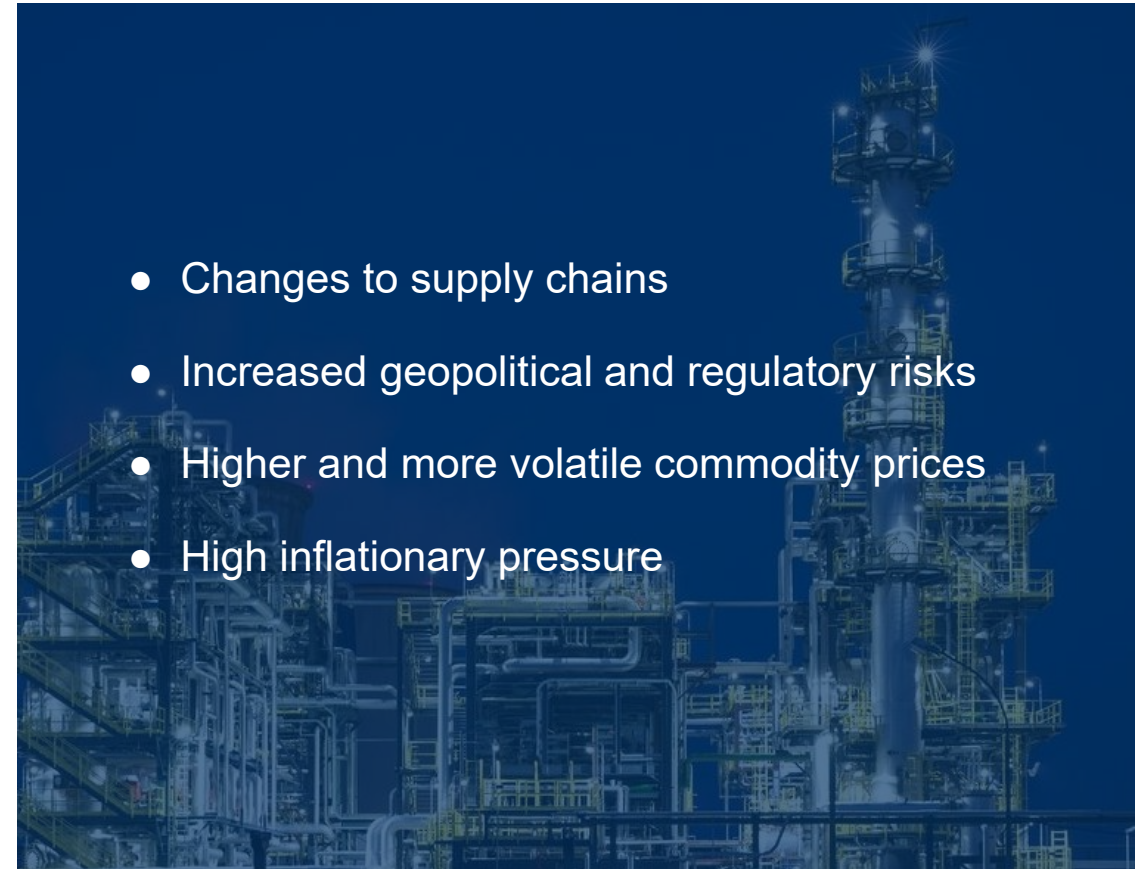 ● Changes to supply chains
● Increased geopolitical and regulatory risks
● Higher and more volatile commodity prices
● High inflationary pressure